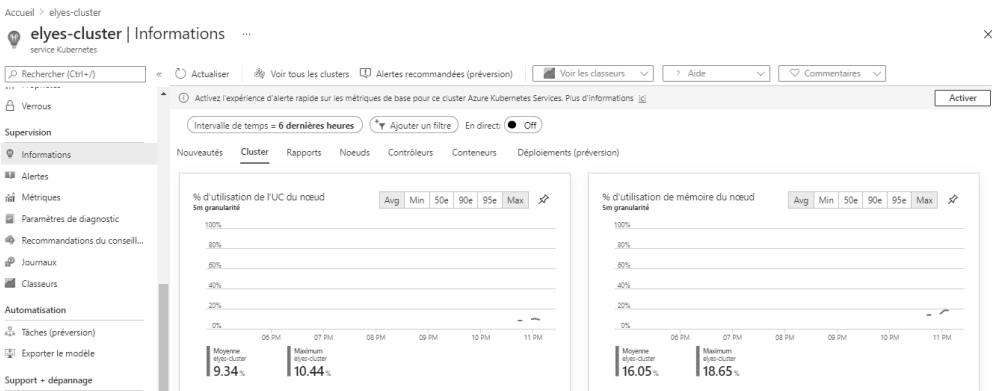 Accueil > elyes-cluster
elyes-cluster | Informations ...
service Kubernetes
Rechercher (Ctrl+/)
«
Actualiser
Voir tous les clusters
Alertes recommandées (préversion)
Voir les classeurs
? Aide
Commentaires
Verrous
Supervision
Informations
Alertes
Métriques
Paramètres de diagnostic
Recommandations du conseill...
Journaux
Classeurs
Automatisation
Tâches (préversion)
Exporter le modèle
Support + dépannage
Activez l'expérience d'alerte rapide sur les métriques de base pour ce cluster Azure Kubernetes Services. Plus d'informations ici
Activer
Intervalle de temps = 6 dernières heures
Ajouter un filtre
En direct: Off
Nouveautés Cluster Rapports Noeuds Contrôleurs Conteneurs Déploiements (préversion)
% d'utilisation de l'UC du nœud
5m granularité
Avg Min 50e 90e 95e Max
100%
80%
60%
40%
20%
0%
06 PM 07 PM 08 PM 09 PM 10 PM 11 PM
Moyenne
elyes-cluster
9.34 %
Maximum
elyes-cluster
10.44 %
% d'utilisation de mémoire du nœud
5m granularité
Avg Min 50e 90e 95e Max
100%
80%
60%
40%
20%
0%
06 PM 07 PM 08 PM 09 PM 10 PM 11 PM
Moyenne
elyes-cluster
16.05 %
Maximum
elyes-cluster
18.65 %